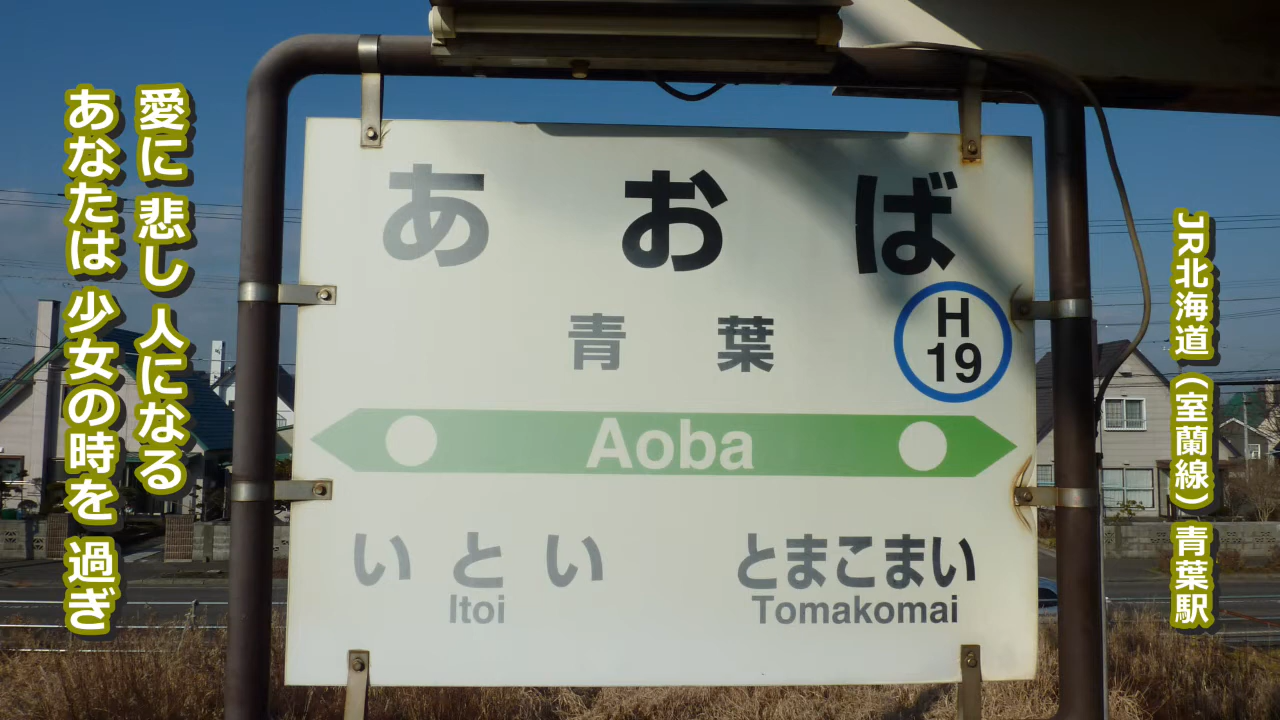 愛に 悲し 人になる
あなたは 少女の時を 過ぎ
あおば
青葉
H
19
Aoba
いとい
Itoi
とまこまい
Tomakomai
JR北海道（室蘭線）青葉駅